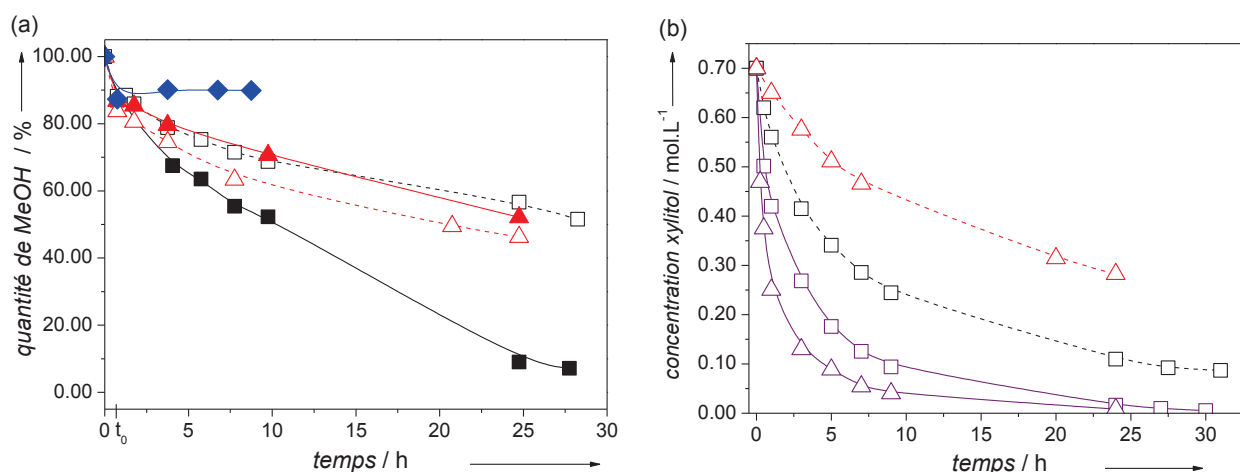 (a)
quantité de MeOH / %
100.00
80.00
60.00
40.00
20.00
0.00
0 t₀ 5 10 15 20 25 30
temps / h
(b)
concentration xylitol / mol.L⁻¹
0.70
0.60
0.50
0.40
0.30
0.20
0.10
0.00
0 5 10 15 20 25 30
temps / h